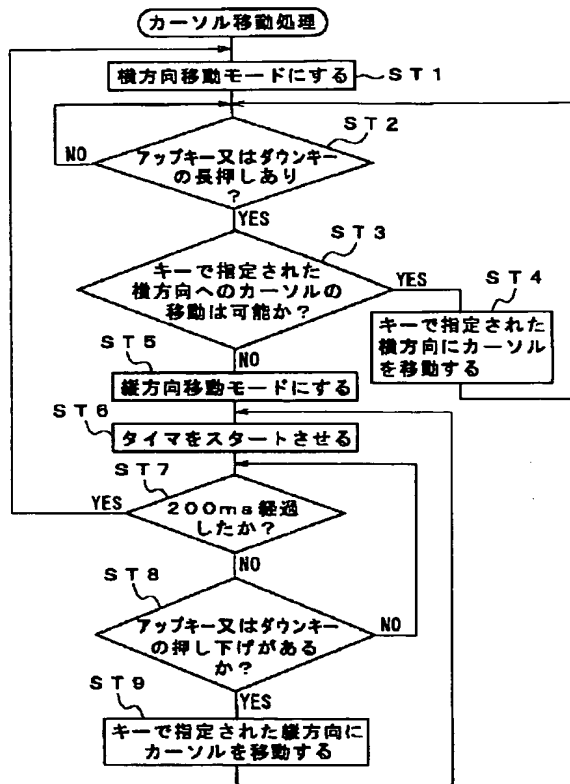 カーソル移動処理
横方向移動モードにする
ST1
ST2
NO
アップキー又はダウンキー
の長押しあり
?
YES
ST3
キーで指定された
横方向へのカーソルの
移動は可能か?
YES
ST4
キーで指定された
横方向にカーソル
を移動する
ST5
NO
縦方向移動モードにする
ST6
タイマをスタートさせる
ST7
YES
200ms経過
したか?
NO
ST8
アップキー又はダウンキー
の押し下げがある
か?
NO
ST9
YES
キーで指定された縦方向に
カーソルを移動する